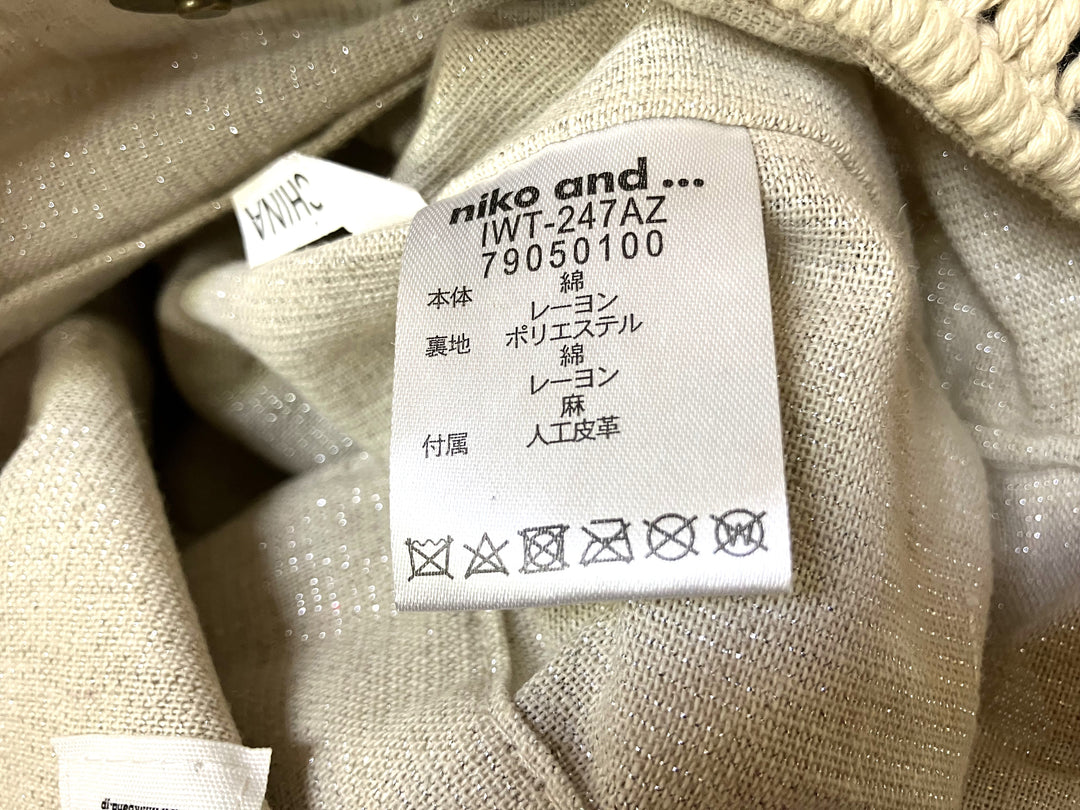 niko and ...
IWT-247AZ
79050100
本体 綿
レーヨン
裏地 ポリエステル
綿
レーヨン
麻
付属 人工皮革
CHINA